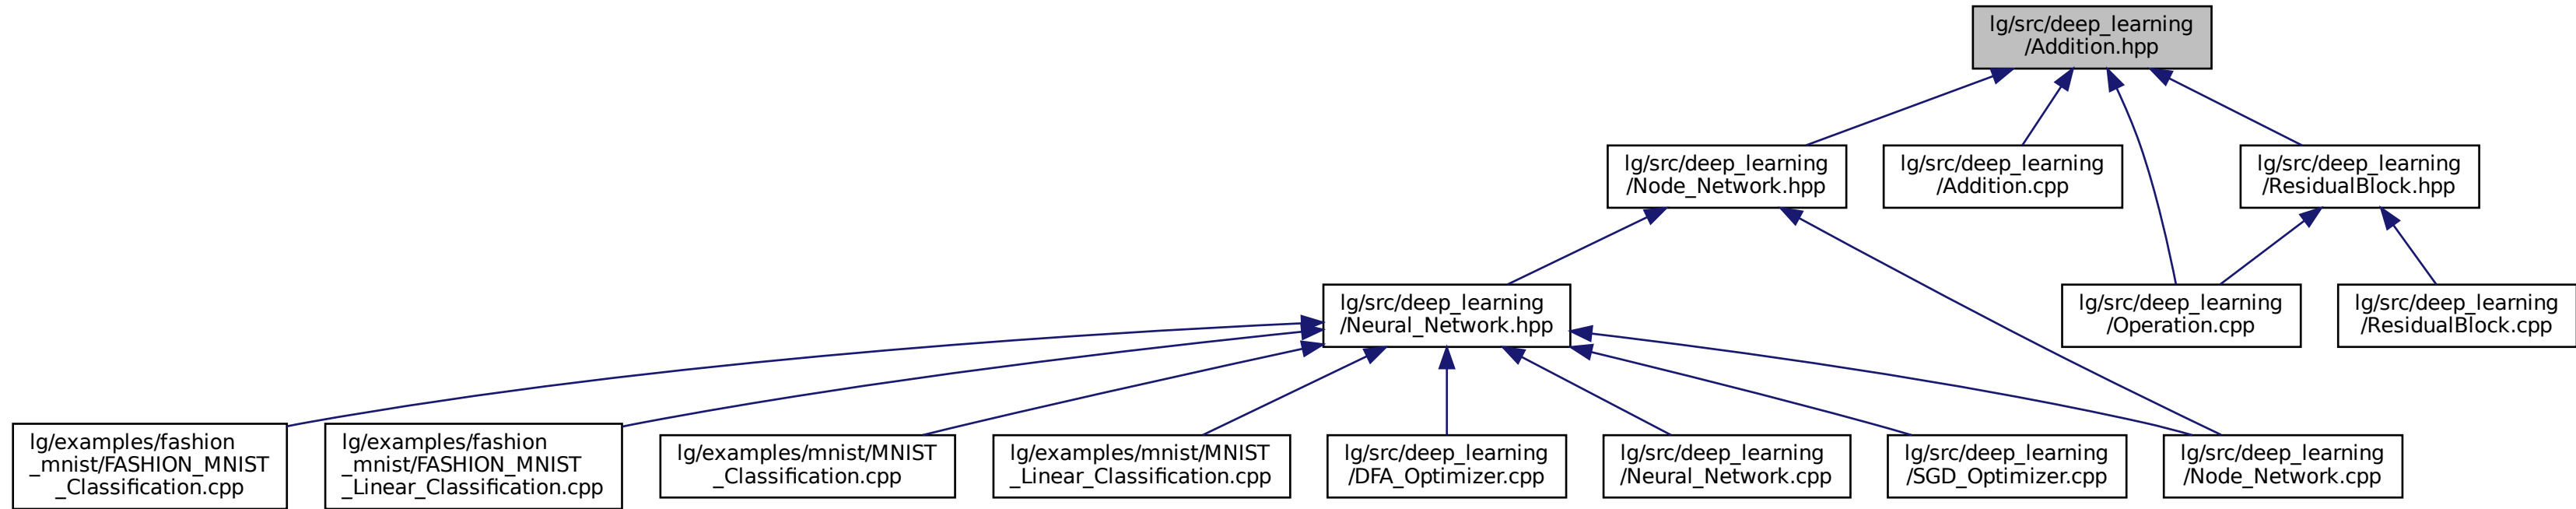 lg/src/deep_learning
/Addition.hpp
lg/src/deep_learning
/Node_Network.hpp
lg/src/deep_learning
/Addition.cpp
lg/src/deep_learning
/ResidualBlock.hpp
lg/src/deep_learning
/Neural_Network.hpp
lg/src/deep_learning
/Operation.cpp
lg/src/deep_learning
/ResidualBlock.cpp
lg/examples/fashion
_mnist/FASHION_MNIST
_Classification.cpp
lg/examples/fashion
_mnist/FASHION_MNIST
_Linear_Classification.cpp
lg/examples/mnist/MNIST
_Classification.cpp
lg/examples/mnist/MNIST
_Linear_Classification.cpp
lg/src/deep_learning
/DFA_Optimizer.cpp
lg/src/deep_learning
/Neural_Network.cpp
lg/src/deep_learning
/SGD_Optimizer.cpp
lg/src/deep_learning
/Node_Network.cpp